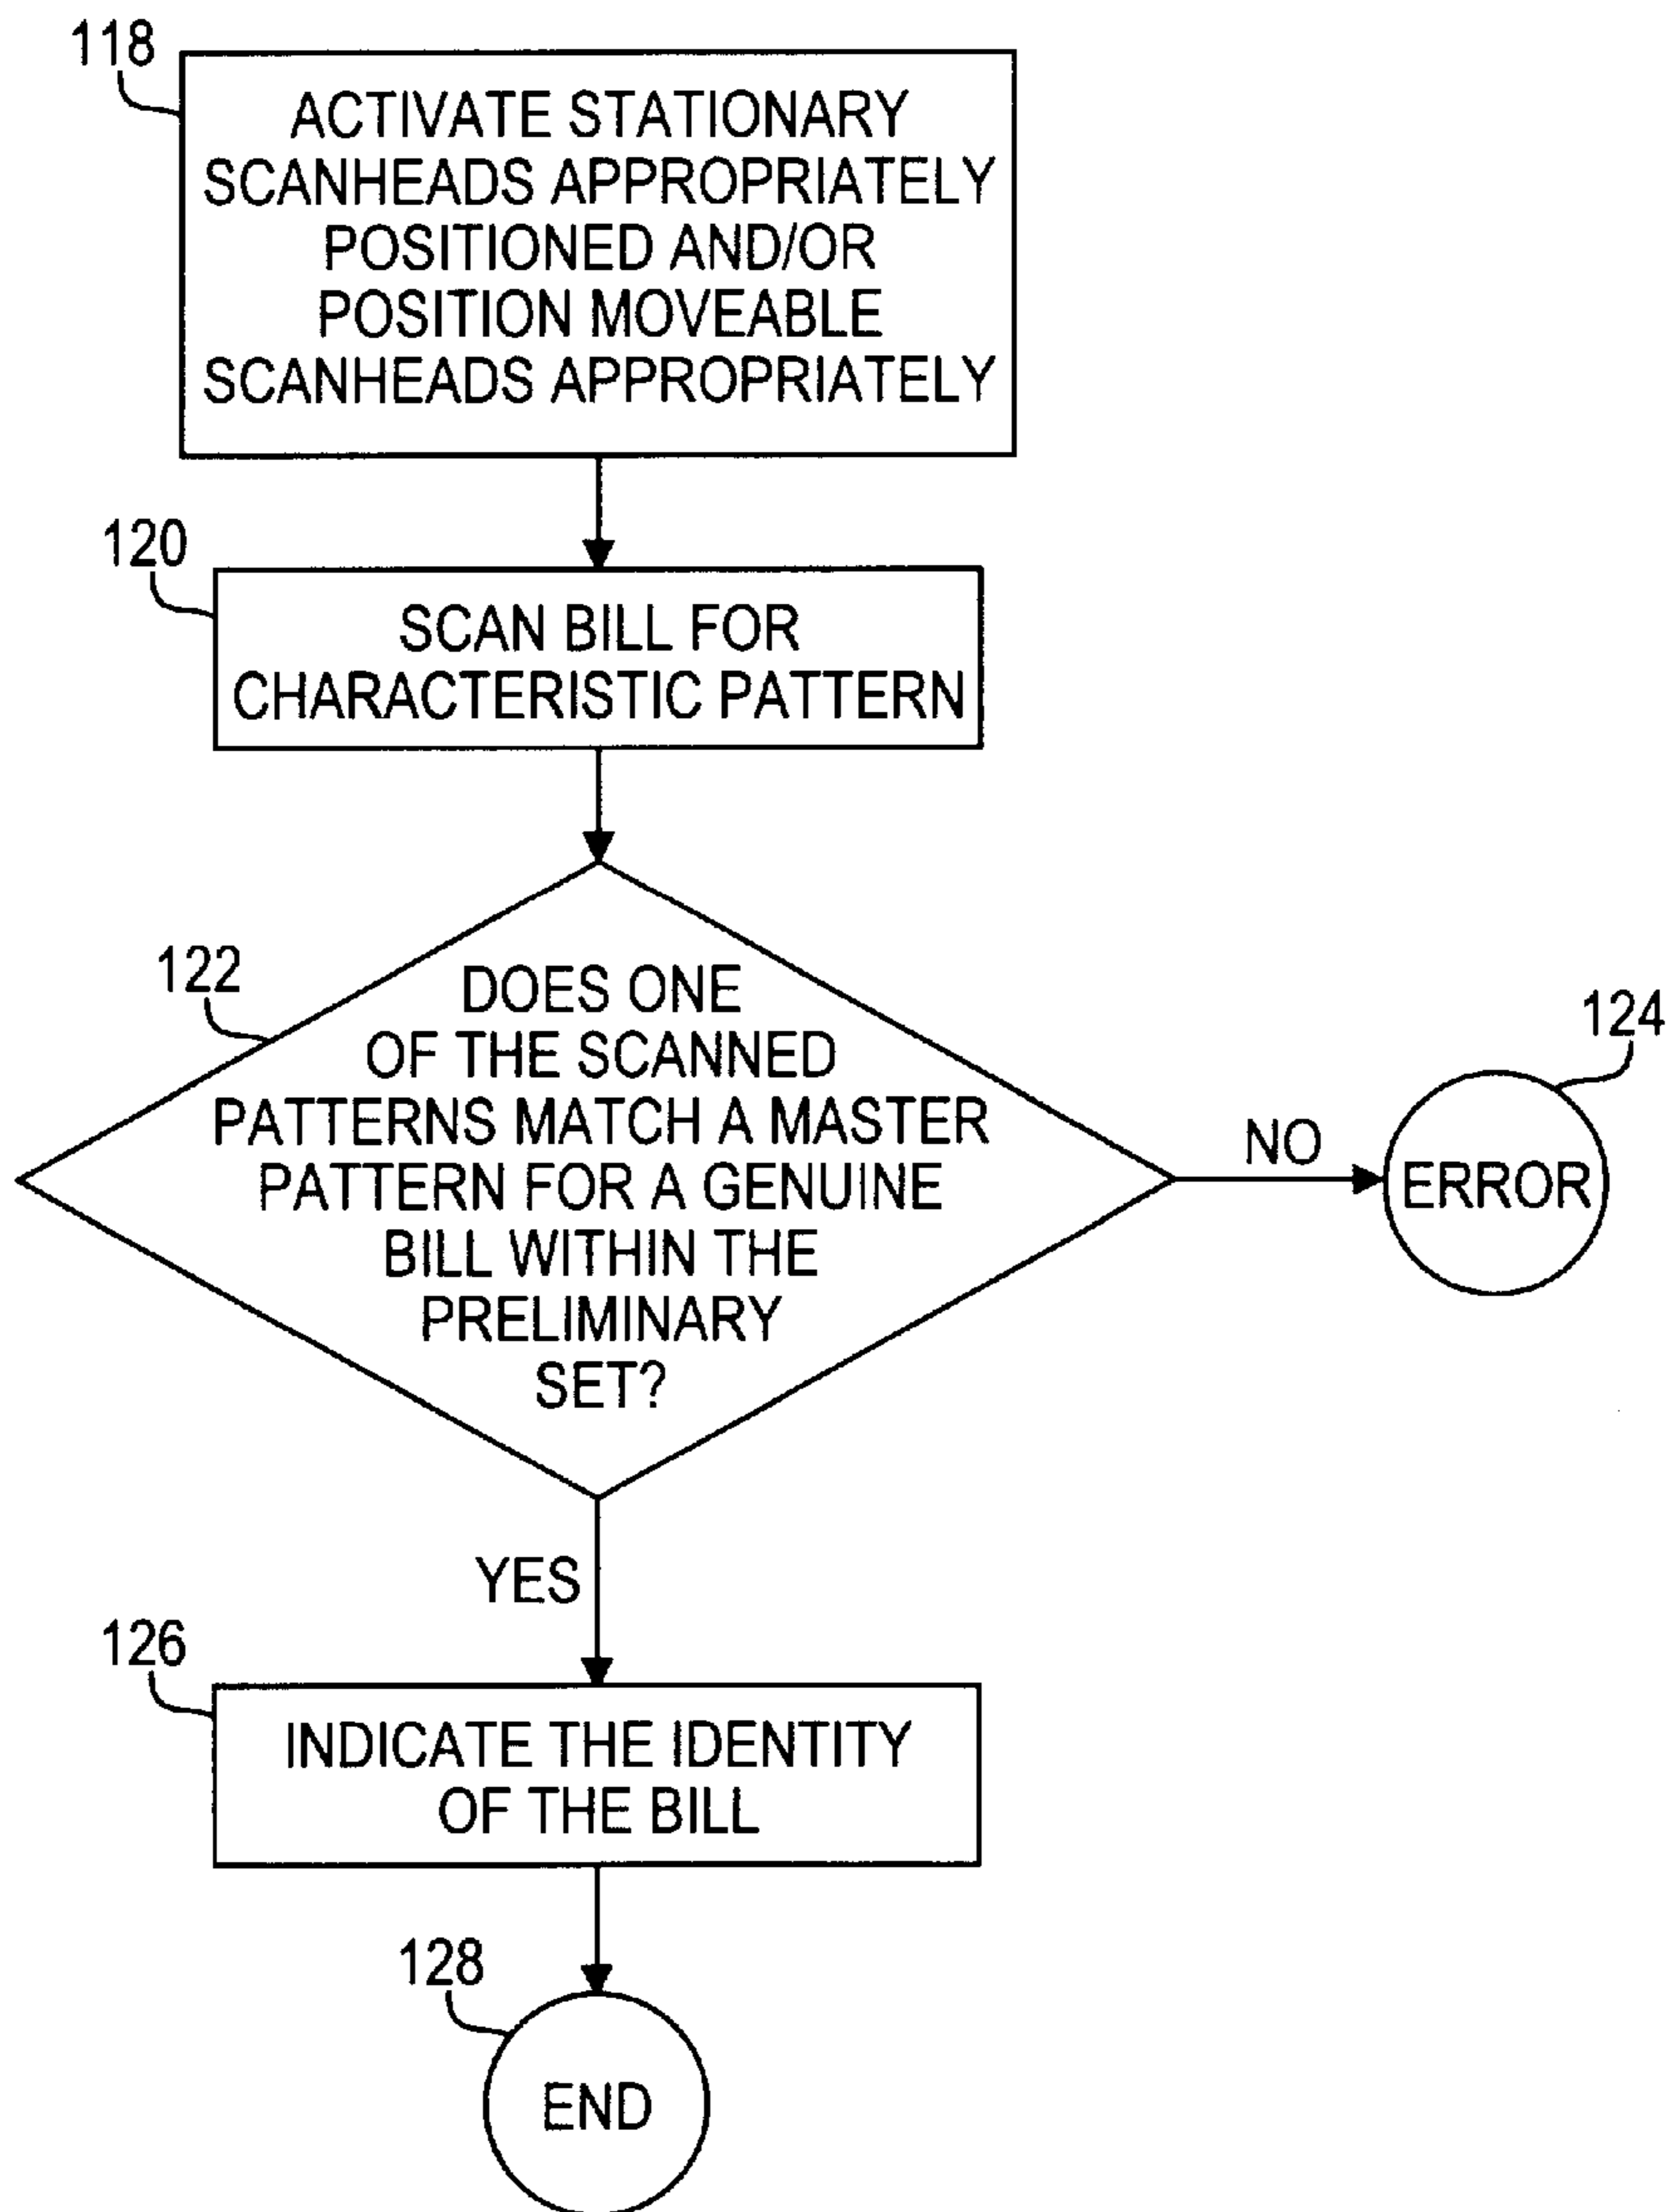 118
ACTIVATE STATIONARY
SCANHEADS APPROPRIATELY
POSITIONED AND/OR
POSITION MOVEABLE
SCANHEADS APPROPRIATELY
120
SCAN BILL FOR
CHARACTERISTIC PATTERN
122
DOES ONE
OF THE SCANNED
PATTERNS MATCH A MASTER
PATTERN FOR A GENUINE
BILL WITHIN THE
PRELIMINARY
SET?
NO
124
ERROR
YES
126
INDICATE THE IDENTITY
OF THE BILL
128
END